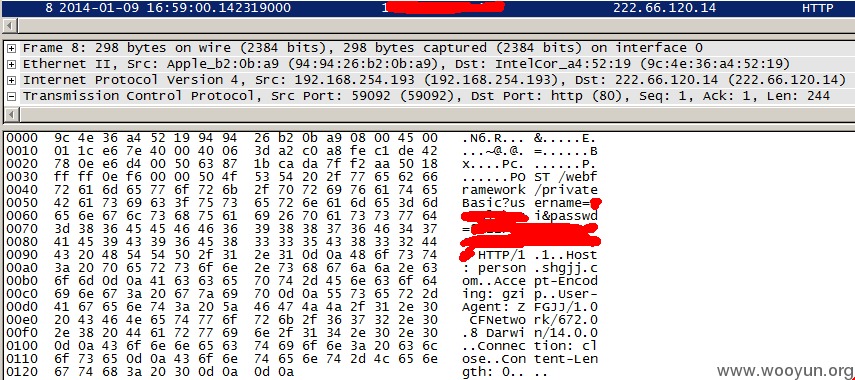 8 2014-01-09 16:59:00.142319000 1 222.66.120.14 HTTP
Frame 8: 298 bytes on wire (2384 bits), 298 bytes captured (2384 bits) on interface 0
Ethernet II, Src: Apple_b2:0b:a9 (94:94:26:b2:0b:a9), Dst: IntelCor_a4:52:19 (9c:4e:36:a4:52:19)
Internet Protocol Version 4, Src: 192.168.254.193 (192.168.254.193), Dst: 222.66.120.14 (222.66.120.14)
Transmission Control Protocol, Src Port: 59092 (59092), Dst Port: http (80), Seq: 1, Ack: 1, Len: 244
0000 9c 4e 36 a4 52 19 94 94 26 b2 0b a9 08 00 45 00 .N6.R... &.....E.
0010 01 1c e6 7e 40 00 40 06 3d a2 c0 a8 fe c1 de 42 ...~@.@. =......B
0020 78 0e e6 d4 00 50 63 87 1b ca da 7f f2 aa 50 18 x....Pc. ......P.
0030 ff ff 0e f6 00 00 50 4f 53 54 20 2f 77 65 62 66 ......PO ST /webf
0040 72 61 6d 65 77 6f 72 6b 2f 70 72 69 76 61 74 65 ramework /private
0050 42 61 73 69 63 3f 75 73 65 72 6e 61 6d 65 3d 6d Basic?us ername=
0060 65 6e 67 6c 73 68 75 61 69 26 70 61 73 73 77 64 i&passwd
0070 3d 38 36 45 45 46 46 36 39 38 38 37 36 46 34 37 =
0080 41 45 39 43 39 36 45 38 33 33 35 43 38 33 32 44
0090 43 20 48 54 54 50 2f 31 2e 31 0d 0a 48 6f 73 74 HTTP/1 .1..Host
00a0 3a 20 70 65 72 73 6f 6e 2e 73 68 67 6a 6a 2e 63 : person .shgjj.c
00b0 6f 6d 0d 0a 41 63 63 65 70 74 2d 45 6e 63 6f 64 om..Acce pt-Encod
00c0 69 6e 67 3a 20 67 7a 69 70 0d 0a 55 73 65 72 2d ing: gzi p..User-
00d0 41 67 65 6e 74 3a 20 5a 46 47 4a 4a 2f 31 2e 30 Agent: Z FGJJ/1.0
00e0 20 43 46 4e 65 74 77 6f 72 6b 2f 36 37 32 2e 30 CFNetwo rk/672.0
00f0 2e 38 20 44 61 72 77 69 6e 2f 31 34 2e 30 2e 30 .8 Darwi n/14.0.0
0100 0d 0a 43 6f 6e 6e 65 63 74 69 6f 6e 3a 20 63 6c ..Connec tion: cl
0110 6f 73 65 0d 0a 43 6f 6e 74 65 6e 74 2d 4c 65 6e ose..Con tent-Len
0120 67 74 68 3a 20 30 0d 0a 0d 0a gth: 0.. ..
www.wooyun.org